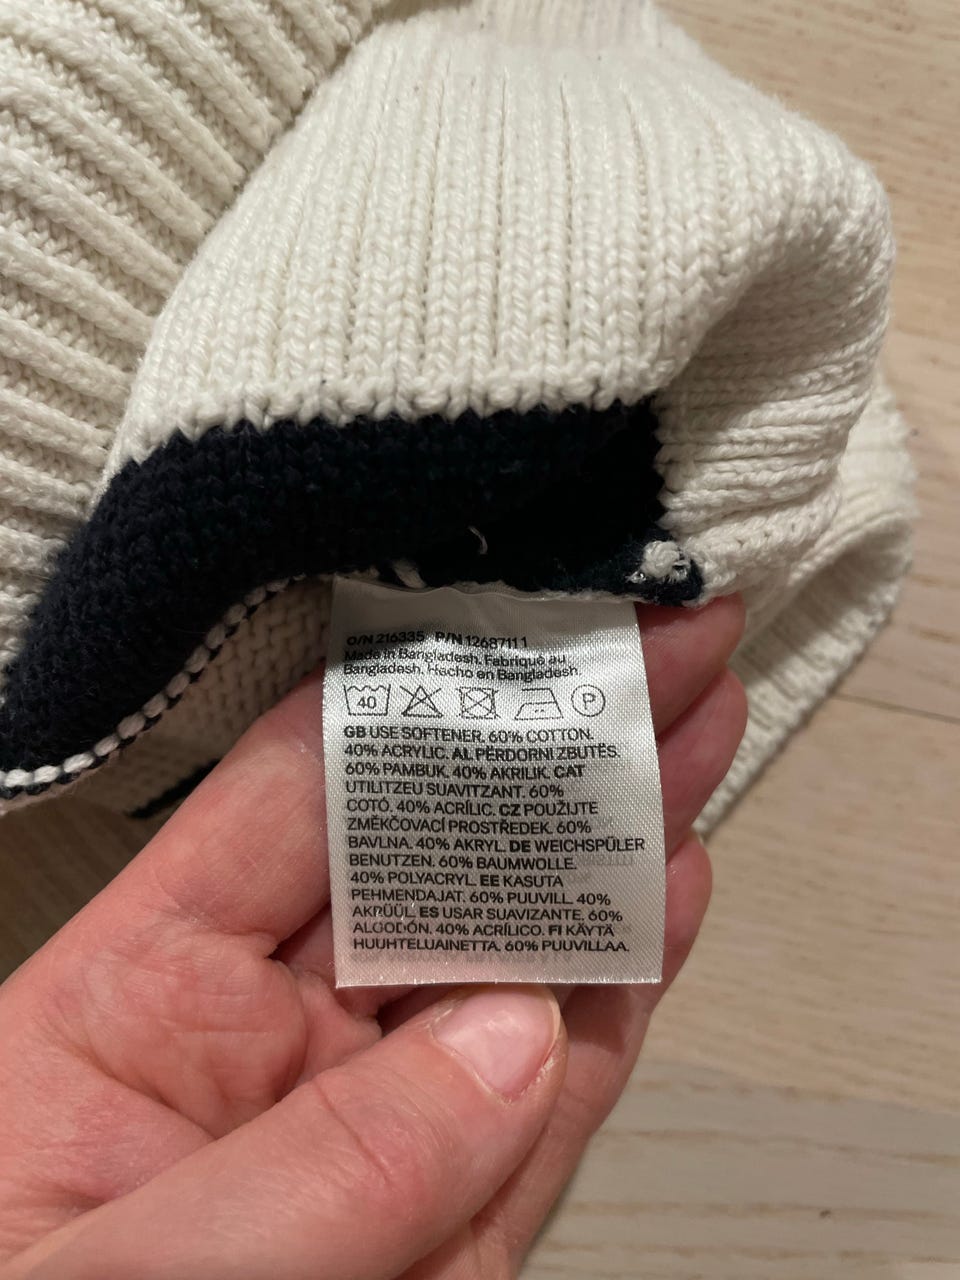 O/N 216335 P/N 1268711 1
Made in Bangladesh. Fabriqué au
Bangladesh. Hecho en Bangladesh.
40 P
GB USE SOFTENER. 60% COTTON.
40% ACRYLIC. AL PËRDORNI ZBUTËS.
60% PAMBUK. 40% AKRILIK. CAT
UTILITZEU SUAVITZANT. 60%
COTÓ. 40% ACRÍLIC. CZ POUŽIJTE
ZMĚKČOVACÍ PROSTŘEDEK. 60%
BAVLNA. 40% AKRYL. DE WEICHSPÜLER
BENUTZEN. 60% BAUMWOLLE.
40% POLYACRYL. EE KASUTA
PEHMENDAJAT. 60% PUUVILL. 40%
AKRÜÜL. ES USAR SUAVIZANTE. 60%
ALGODÓN. 40% ACRÍLICO. FI KÄYTÄ
HUUHTELUAINETTA. 60% PUUVILLAA.